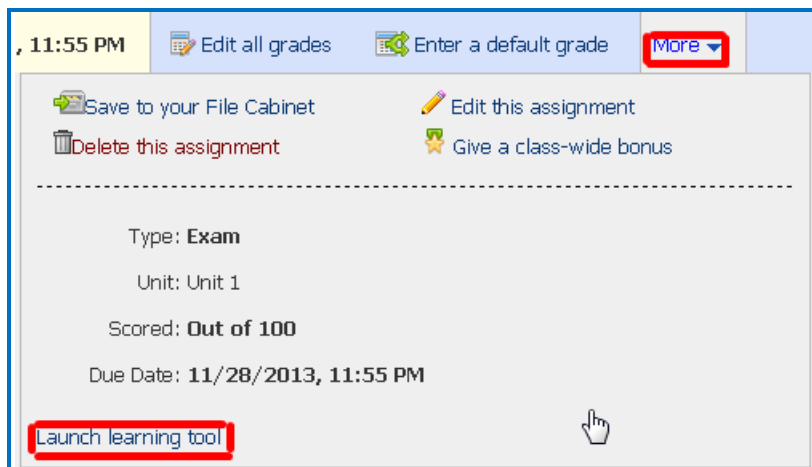 , 11:55 PM Edit all grades Enter a default grade More
Save to your File Cabinet Edit this assignment
Delete this assignment Give a class-wide bonus
Type: Exam
Unit: Unit 1
Scored: Out of 100
Due Date: 11/28/2013, 11:55 PM
Launch learning tool